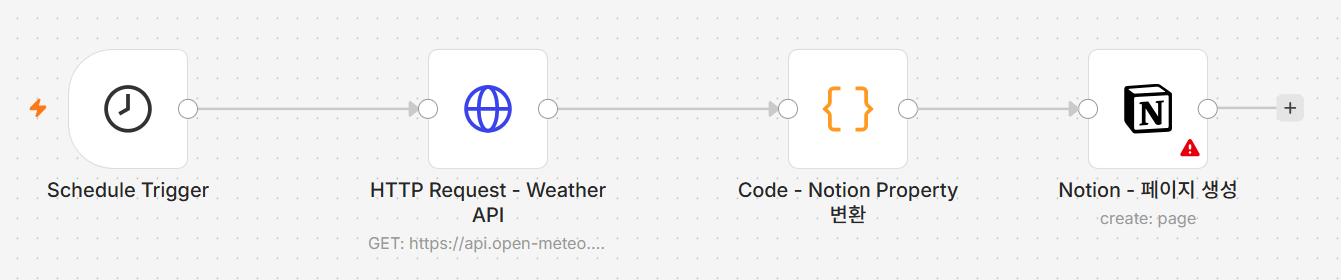 Schedule Trigger
HTTP Request - Weather
API
GET: https://api.open-meteo....
Code - Notion Property
변환
Notion - 페이지 생성
create: page